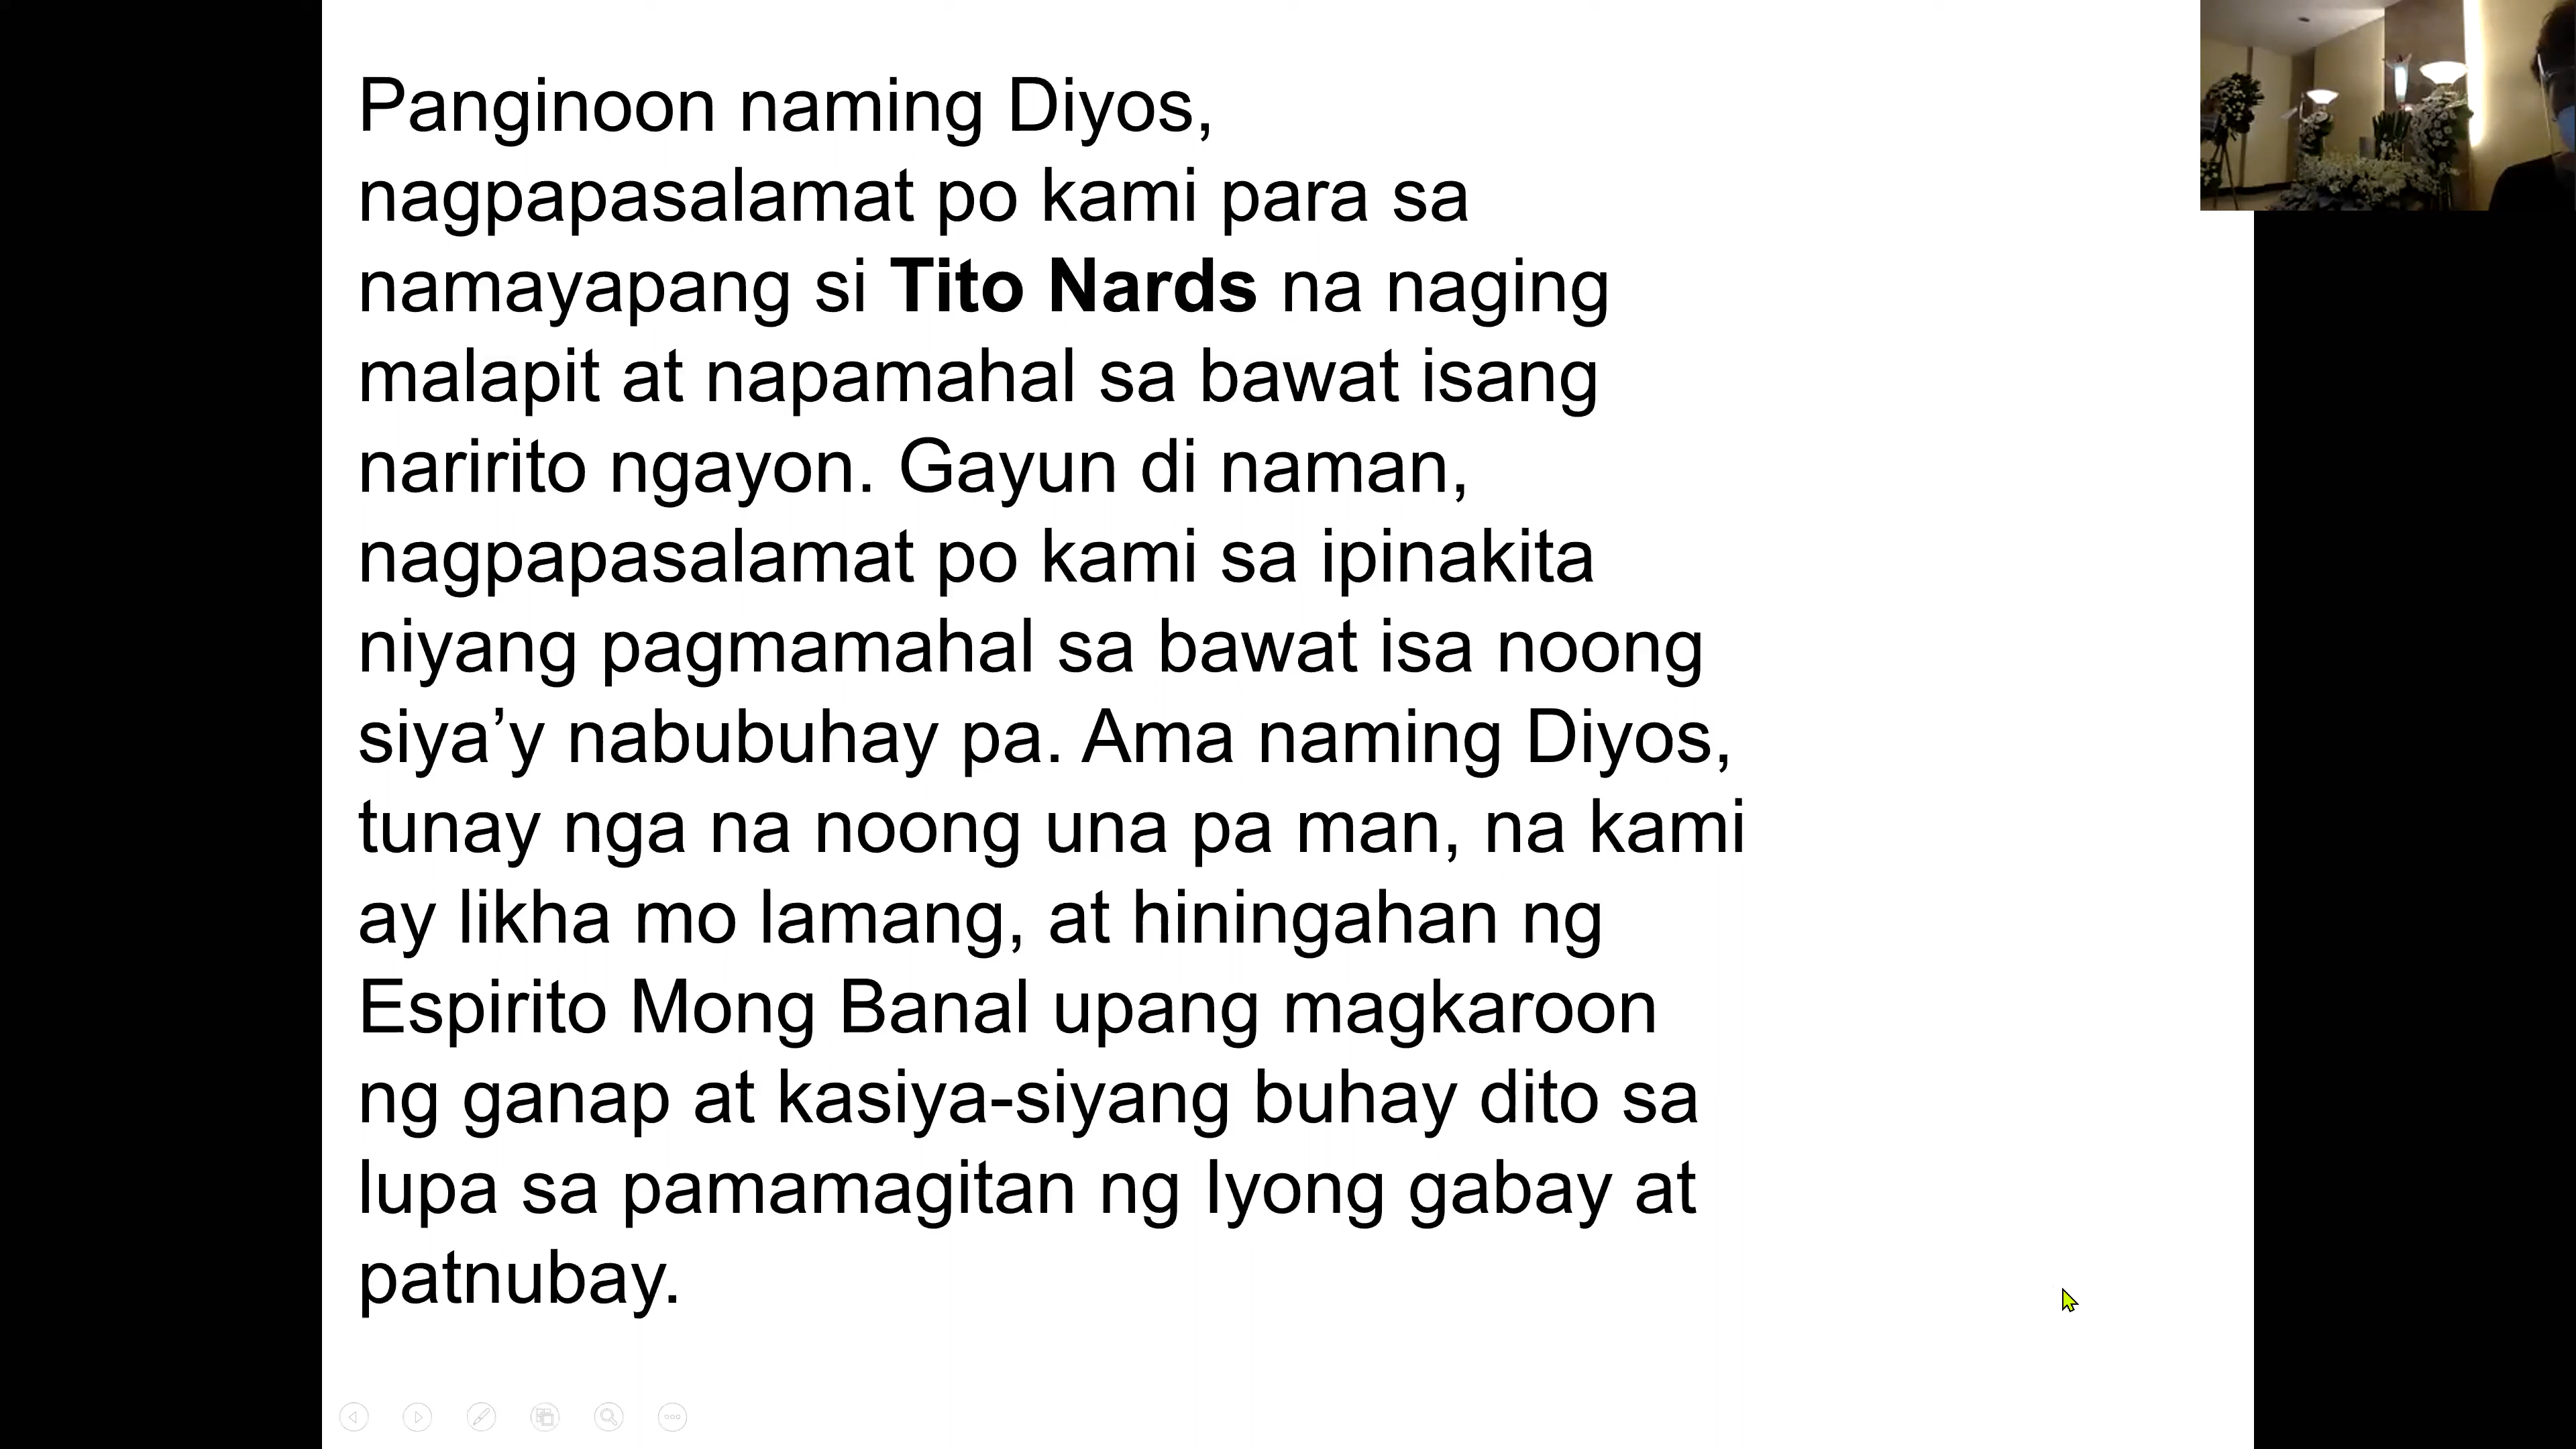 Panginoon naming Diyos,
nagpapasalamat po kami para sa
namayapang si Tito Nards na naging
malapit at napamahal sa bawat isang
naririto ngayon. Gayun di naman,
nagpapasalamat po kami sa ipinakita
niyang pagmamahal sa bawat isa noong
siya’y nabubuhay pa. Ama naming Diyos,
tunay nga na noong una pa man, na kami
ay likha mo lamang, at hiningahan ng
Espirito Mong Banal upang magkaroon
ng ganap at kasiya-siyang buhay dito sa
lupa sa pamamagitan ng Iyong gabay at
patnubay.